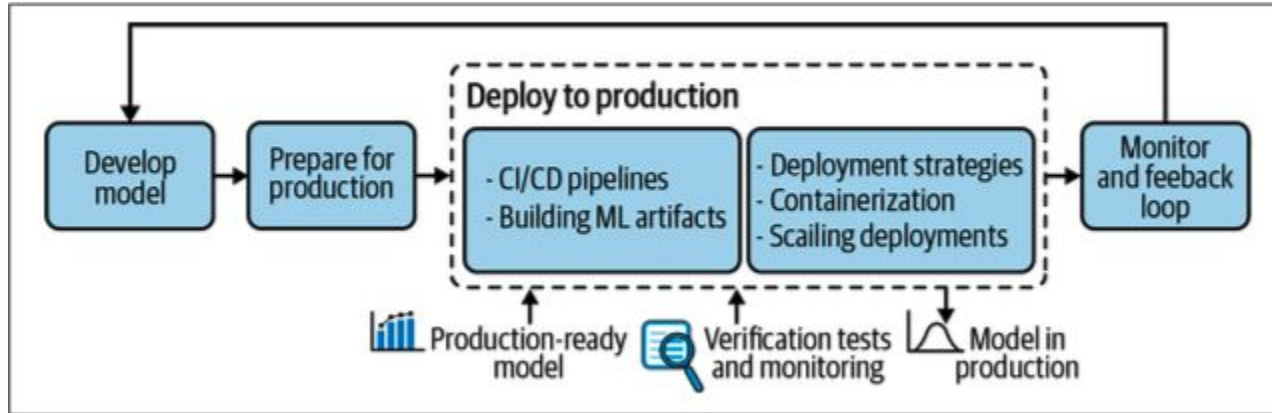 Deploy to production
Develop
model
Prepare for
production
- CI/CD pipelines
- Building ML artifacts
- Deployment strategies
- Containerization
- Scailing deployments
Monitor
and feeback
loop
Production-ready
model
Verification tests
and monitoring
Model in
production